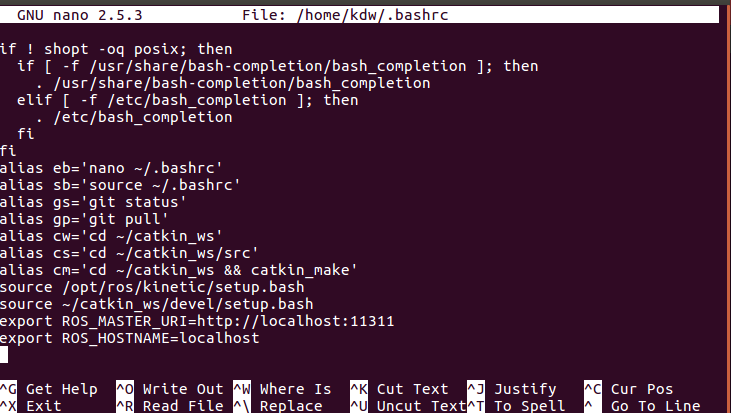 GNU nano 2.5.3 File: /home/kdw/.bashrc
if ! shopt -oq posix; then
  if [ -f /usr/share/bash-completion/bash_completion ]; then
    . /usr/share/bash-completion/bash_completion
  elif [ -f /etc/bash_completion ]; then
    . /etc/bash_completion
  fi
fi
alias eb='nano ~/.bashrc'
alias sb='source ~/.bashrc'
alias gs='git status'
alias gp='git pull'
alias cw='cd ~/catkin_ws'
alias cs='cd ~/catkin_ws/src'
alias cm='cd ~/catkin_ws && catkin_make'
source /opt/ros/kinetic/setup.bash
source ~/catkin_ws/devel/setup.bash
export ROS_MASTER_URI=http://localhost:11311
export ROS_HOSTNAME=localhost
^G Get Help ^O Write Out ^W Where Is ^K Cut Text ^J Justify ^C Cur Pos
^X Exit ^R Read File ^\ Replace ^U Uncut Text ^T To Spell ^_ Go To Line